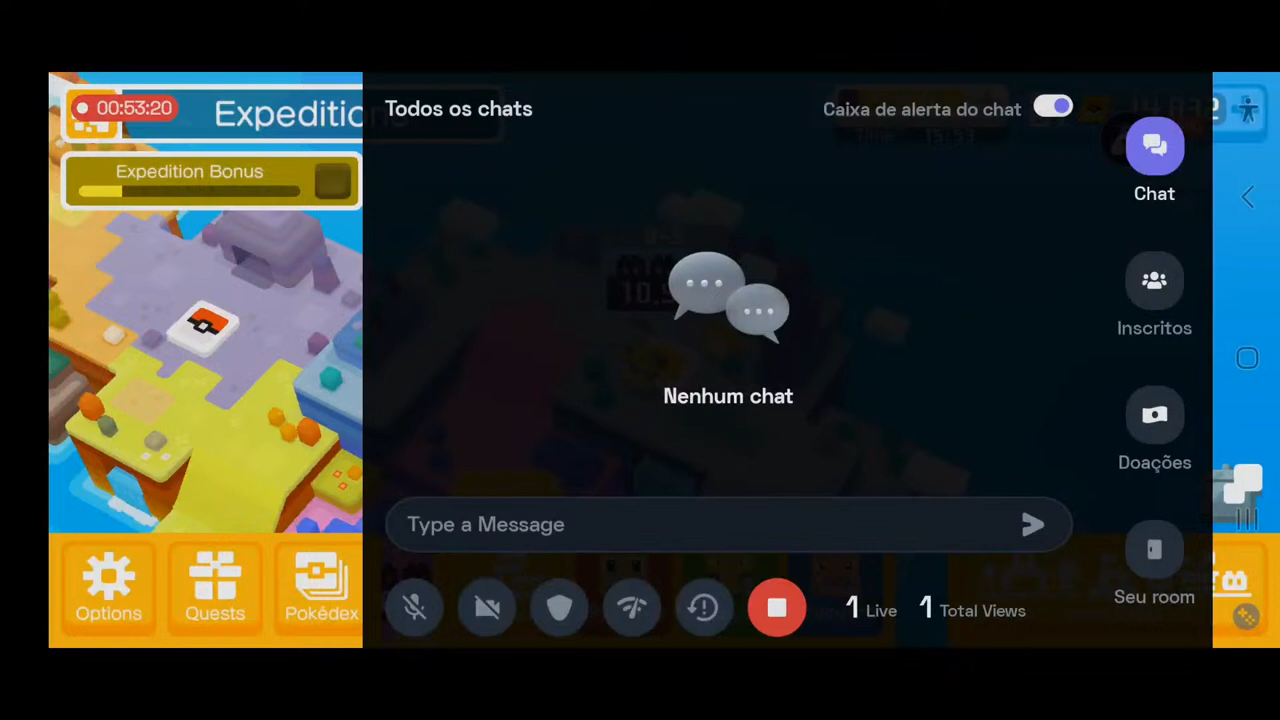 00:53:20
Expeditio
Expedition Bonus
Todos os chats
Caixa de alerta do chat
Chat
Inscritos
Nenhum chat
Doações
Type a Message
Seu room
Options
Quests
Pokédex
1 Live
1 Total Views